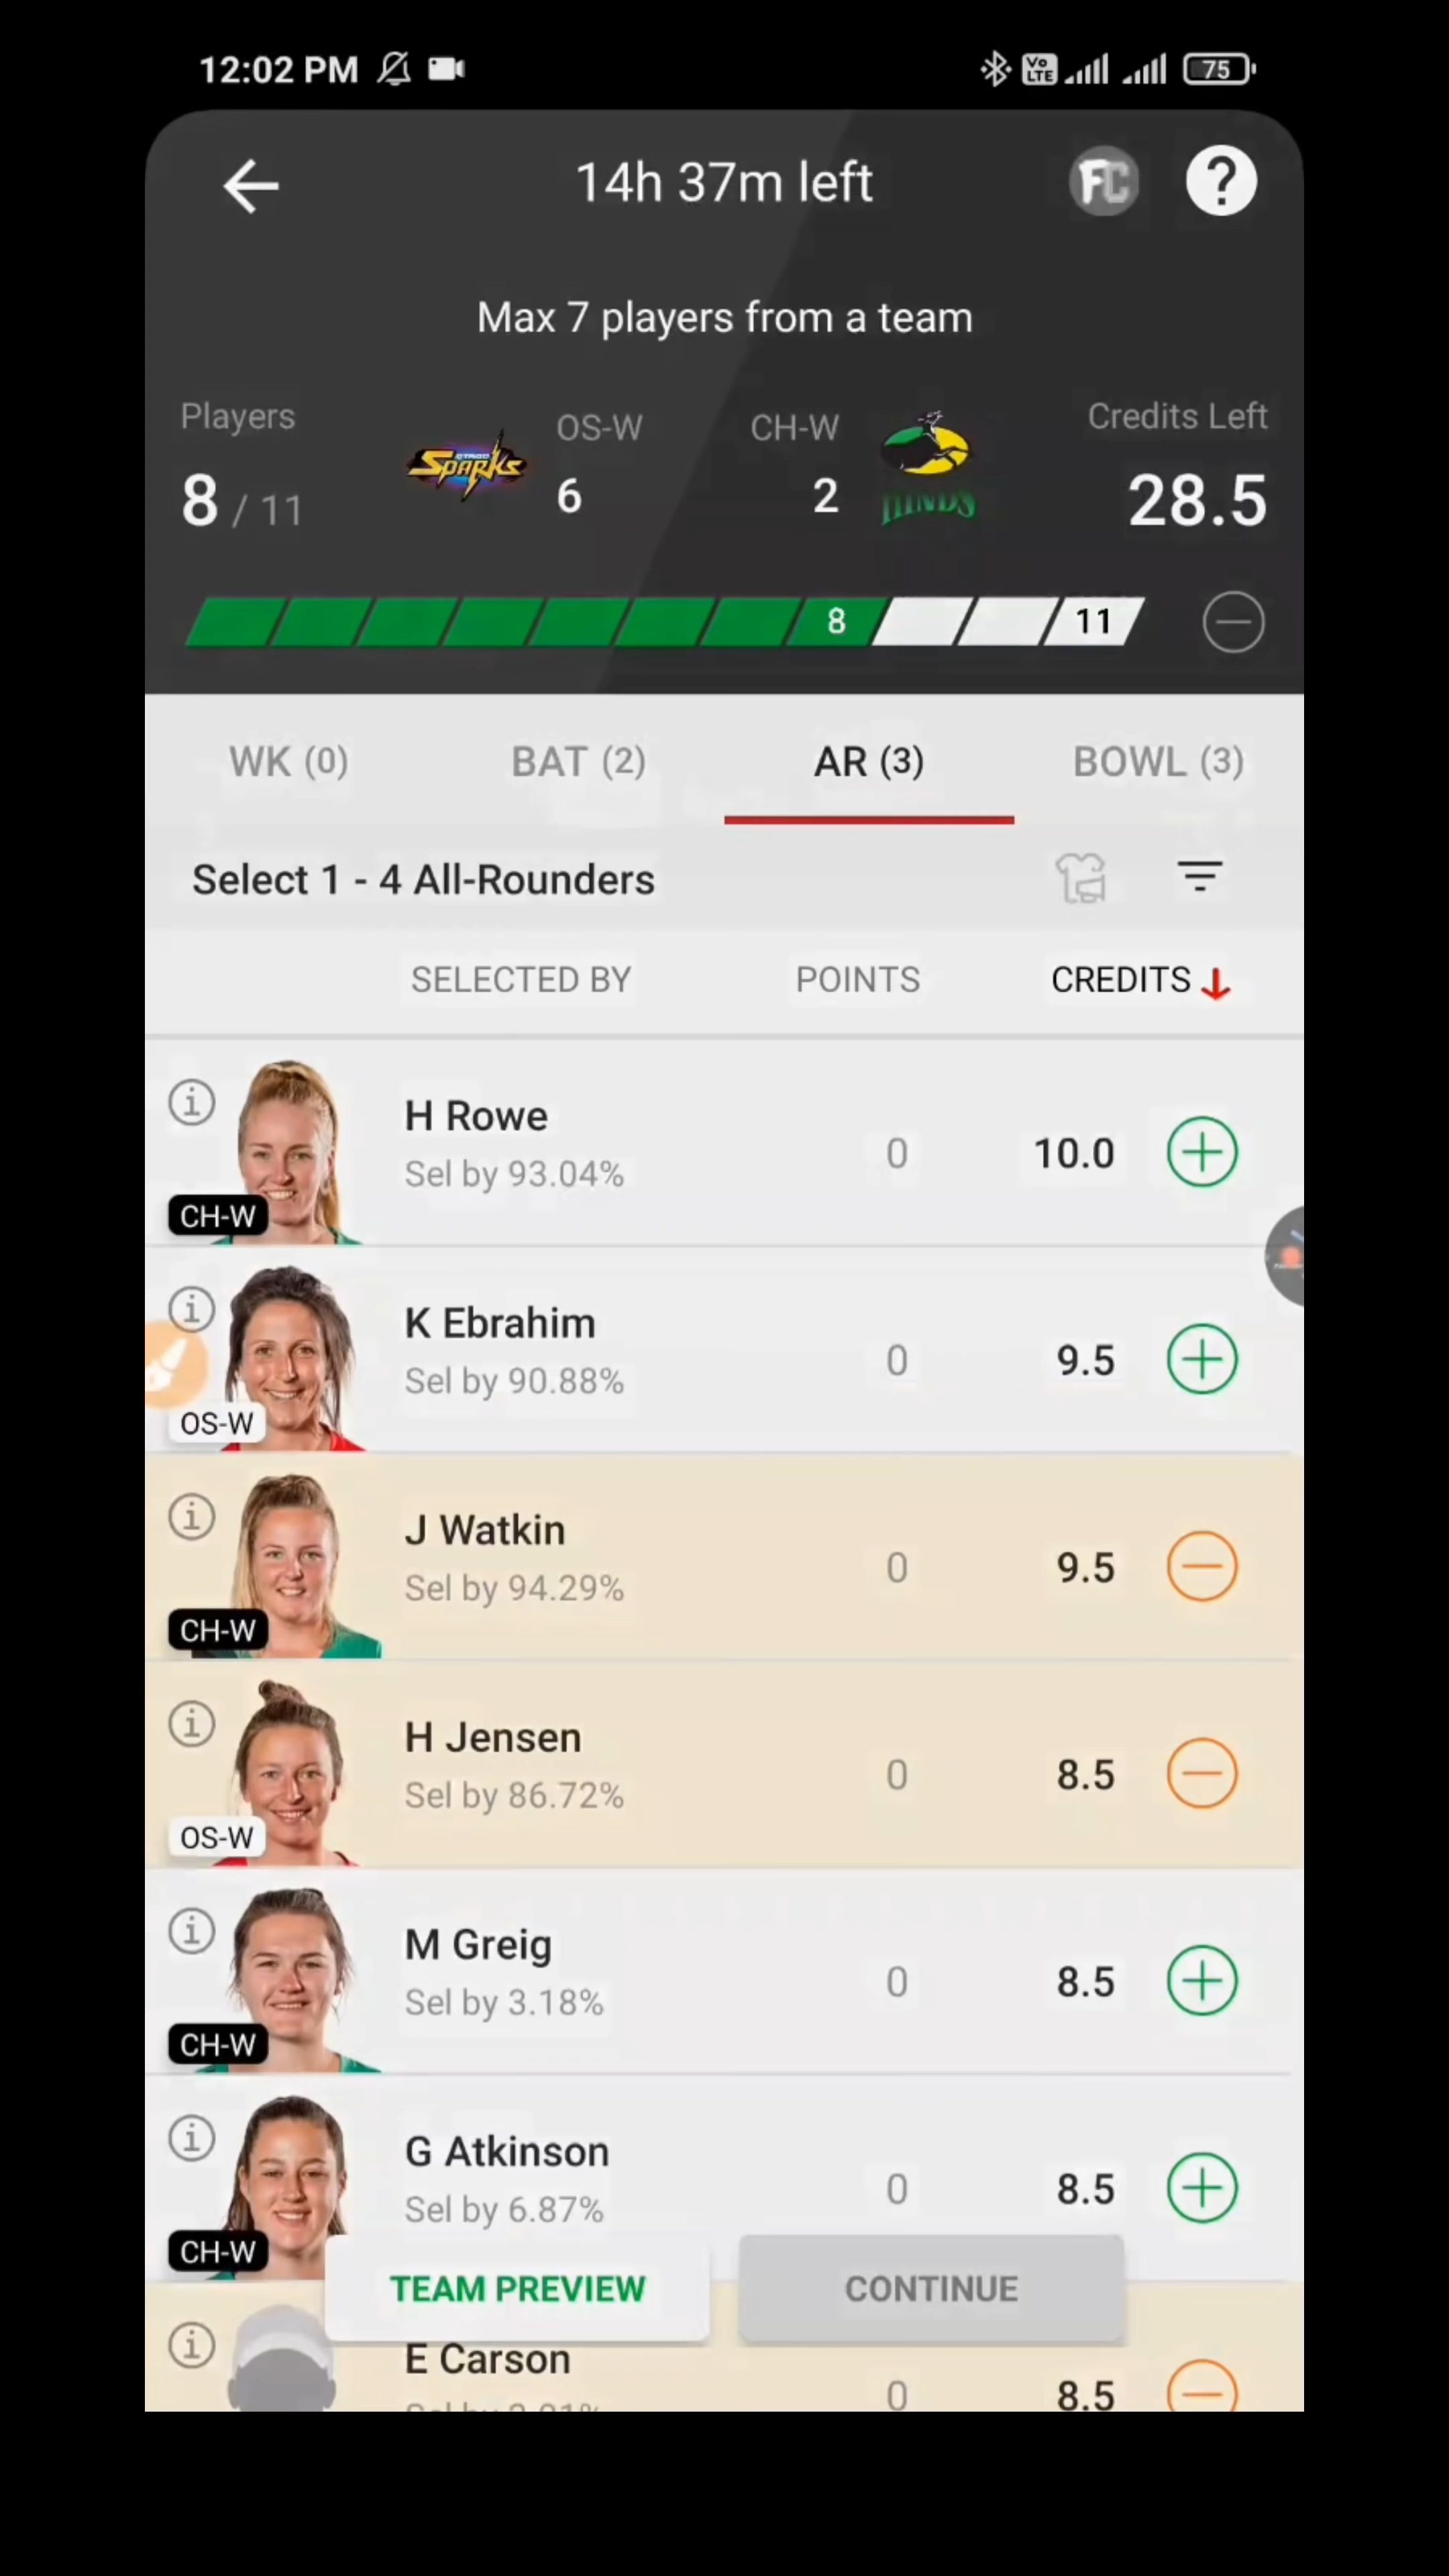 12:02 PM
Vo LTE
75
14h 37m left
FC
?
Max 7 players from a team
Players
OS-W
CH-W
Credits Left
8 / 11
OTAGO
SPARKS
6
2
HINDS
28.5
8
11
WK (0)
BAT (2)
AR (3)
BOWL (3)
Select 1 - 4 All-Rounders
SELECTED BY
POINTS
CREDITS
H Rowe
Sel by 93.04%
0
10.0
CH-W
K Ebrahim
Sel by 90.88%
0
9.5
OS-W
J Watkin
Sel by 94.29%
0
9.5
CH-W
H Jensen
Sel by 86.72%
0
8.5
OS-W
M Greig
Sel by 3.18%
0
8.5
CH-W
G Atkinson
Sel by 6.87%
0
8.5
CH-W
TEAM PREVIEW
CONTINUE
E Carson
0
8.5